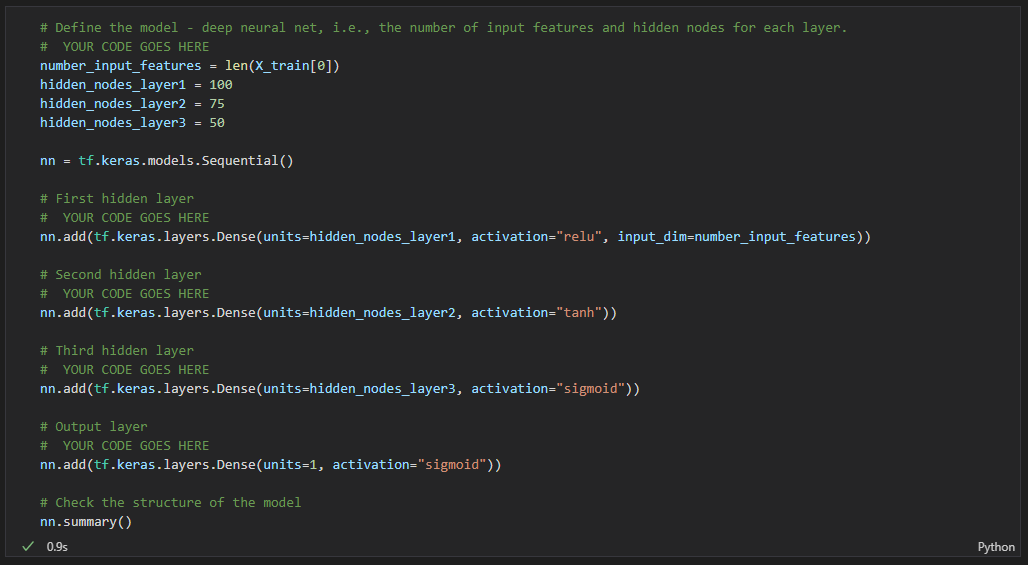 # Define the model - deep neural net, i.e., the number of input features and hidden nodes for each layer.
#  YOUR CODE GOES HERE
number_input_features = len(X_train[0])
hidden_nodes_layer1 = 100
hidden_nodes_layer2 = 75
hidden_nodes_layer3 = 50
nn = tf.keras.models.Sequential()
# First hidden layer
#  YOUR CODE GOES HERE
nn.add(tf.keras.layers.Dense(units=hidden_nodes_layer1, activation="relu", input_dim=number_input_features))
# Second hidden layer
#  YOUR CODE GOES HERE
nn.add(tf.keras.layers.Dense(units=hidden_nodes_layer2, activation="tanh"))
# Third hidden layer
#  YOUR CODE GOES HERE
nn.add(tf.keras.layers.Dense(units=hidden_nodes_layer3, activation="sigmoid"))
# Output layer
#  YOUR CODE GOES HERE
nn.add(tf.keras.layers.Dense(units=1, activation="sigmoid"))
# Check the structure of the model
nn.summary()
0.9s
Python